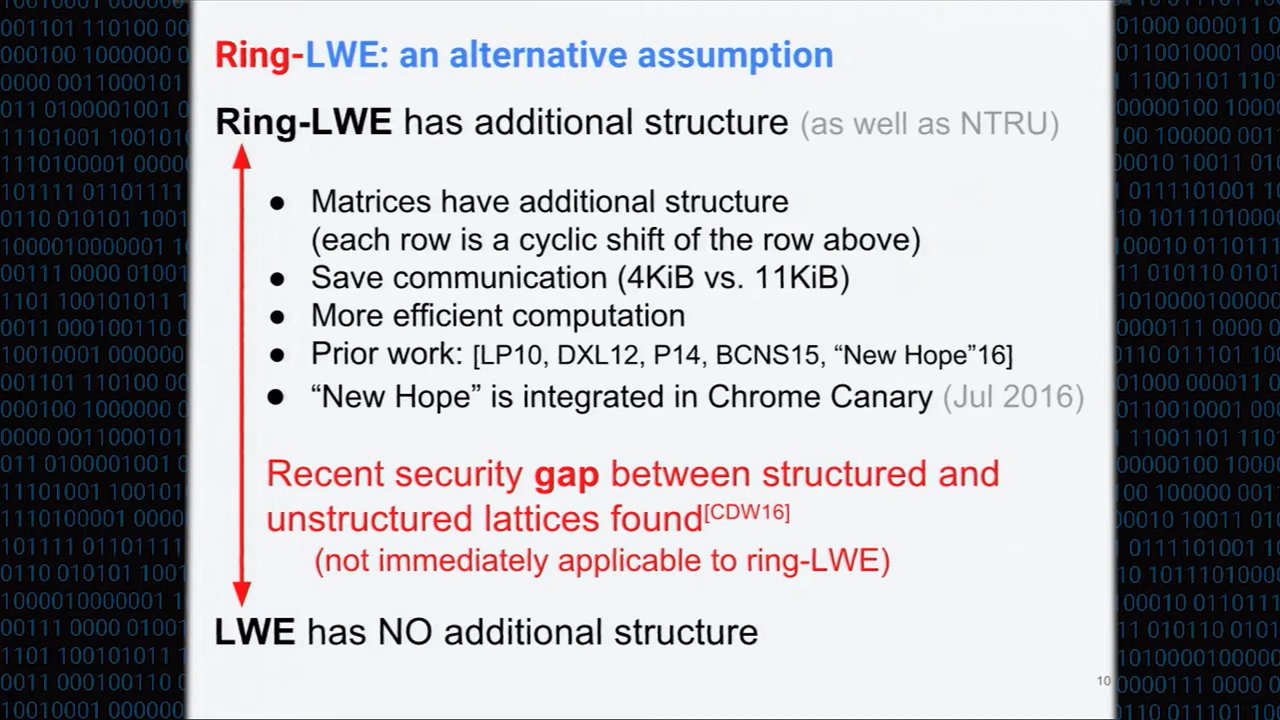 Ring-LWE: an alternative assumption
Ring-LWE has additional structure (as well as NTRU)
● Matrices have additional structure
(each row is a cyclic shift of the row above)
● Save communication (4KiB vs. 11KiB)
● More efficient computation
● Prior work: [LP10, DXL12, P14, BCNS15, “New Hope”16]
● “New Hope” is integrated in Chrome Canary (Jul 2016)
Recent security gap between structured and
unstructured lattices found[CDW16]
(not immediately applicable to ring-LWE)
LWE has NO additional structure
10